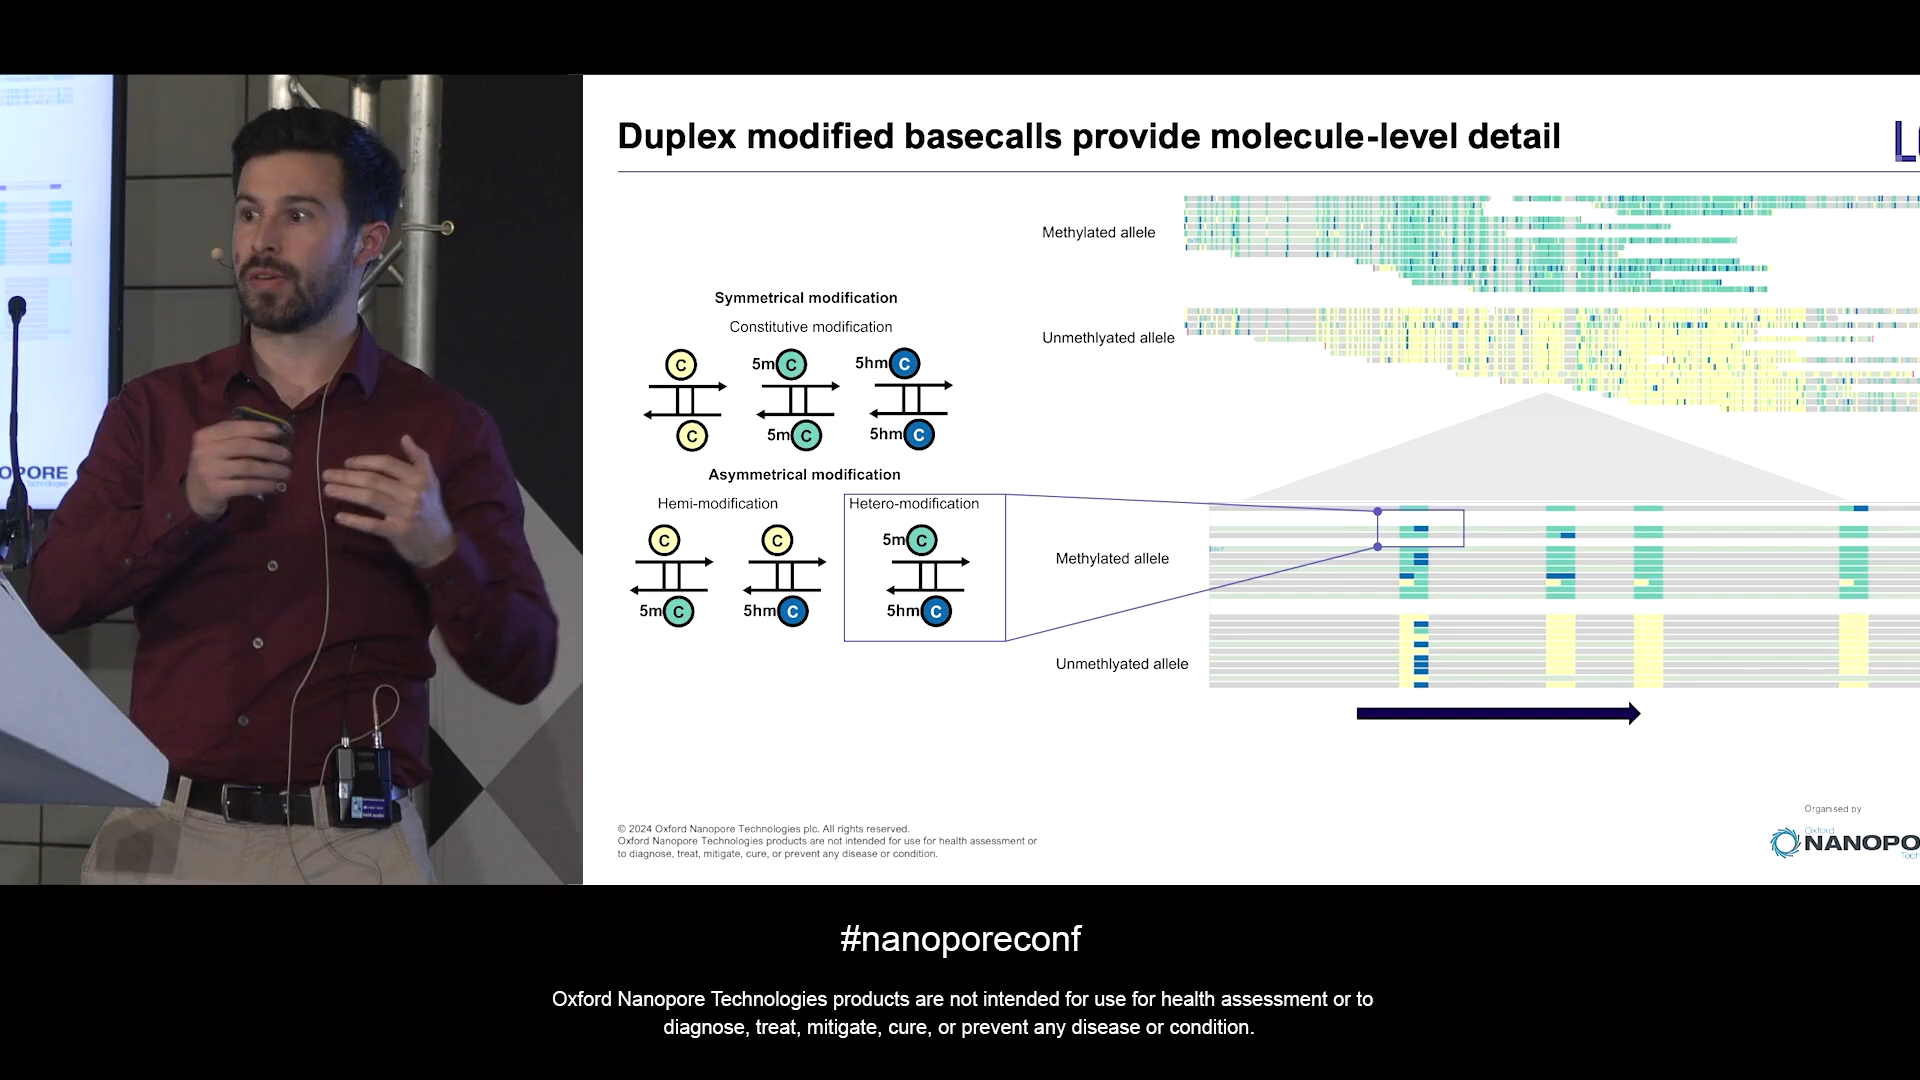 Duplex modified basecalls provide molecule-level detail
Methylated allele
Unmethlyated allele
Symmetrical modification
Constitutive modification
C
5m C
5hm C
C
5m C
5hm C
Asymmetrical modification
Hemi-modification
Hetero-modification
C
C
5m C
5m C
5hm C
5hm C
Methylated allele
Unmethlyated allele
© 2024 Oxford Nanopore Technologies plc. All rights reserved.
Oxford Nanopore Technologies products are not intended for use for health assessment or
to diagnose, treat, mitigate, cure, or prevent any disease or condition.
Organised by
Oxford
NANOPO
Tech
OPORE
Technologies
#nanoporeconf
Oxford Nanopore Technologies products are not intended for use for health assessment or to
diagnose, treat, mitigate, cure, or prevent any disease or condition.